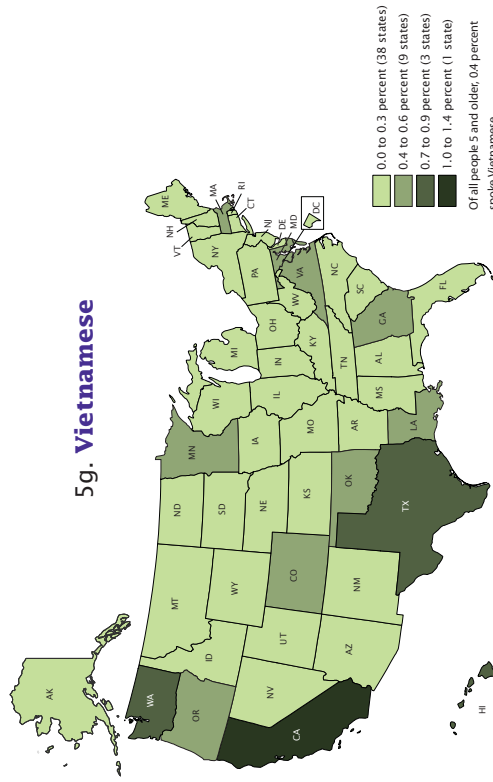 5g. Vietnamese
AK
WA
OR
CA
NV
ID
MT
WY
UT
AZ
CO
NM
ND
SD
NE
KS
OK
TX
MN
IA
MO
AR
LA
WI
IL
MI
IN
OH
KY
TN
MS
AL
GA
FL
SC
NC
VA
WV
PA
NY
VT
NH
ME
MA
RI
CT
NJ
DE
MD
DC
HI
0.0 to 0.3 percent (38 states)
0.4 to 0.6 percent (9 states)
0.7 to 0.9 percent (3 states)
1.0 to 1.4 percent (1 state)
Of all people 5 and older, 0.4 percent
spoke Vietnamese